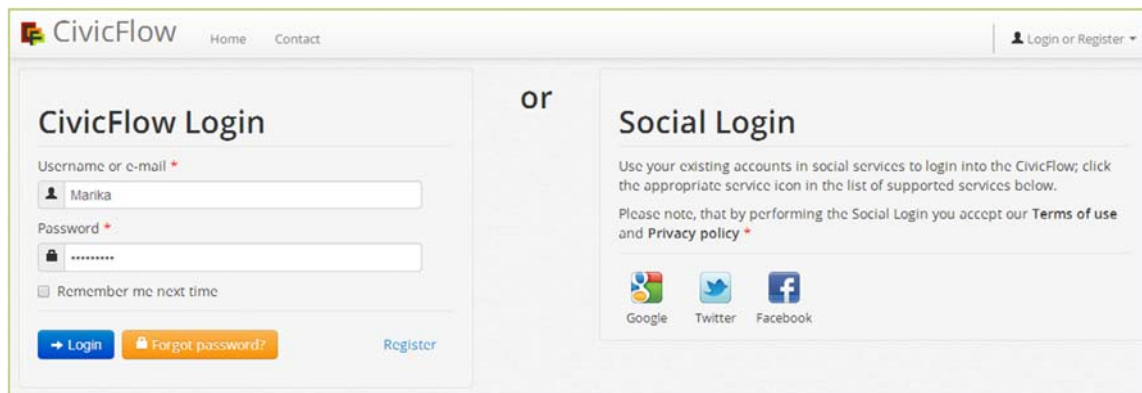 CivicFlow Home Contact Login or Register
CivicFlow Login
Username or e-mail *
Marika
Password *
•••••••••
Remember me next time
Login Forgot password? Register
or
Social Login
Use your existing accounts in social services to login into the CivicFlow; click
the appropriate service icon in the list of supported services below.
Please note, that by performing the Social Login you accept our Terms of use
and Privacy policy *
Google Twitter Facebook